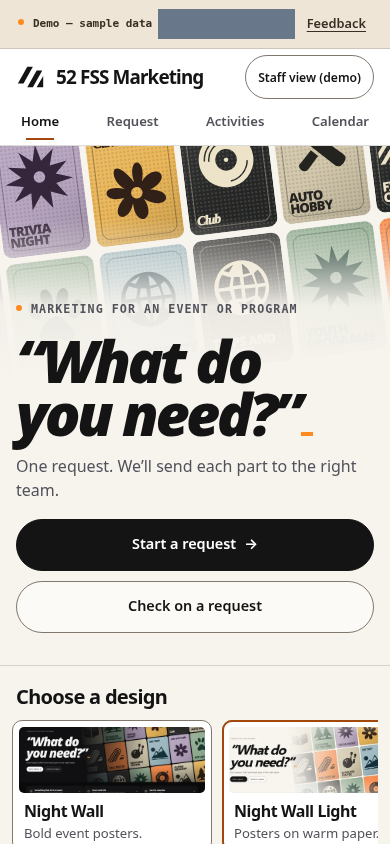 Demo — sample data
Feedback
52 FSS Marketing
Staff view (demo)
Home
Request
Activities
Calendar
TRIVIA
NIGHT
Club
AUTO
HOBBY
MARKETING FOR AN EVENT OR PROGRAM
“What do
you need?”
One request. We’ll send each part to the right
team.
Start a request →
Check on a request
Choose a design
“What do
you need?”
“What do
you need?”
Night Wall
Night Wall Light
Bold event posters.
Posters on warm paper.